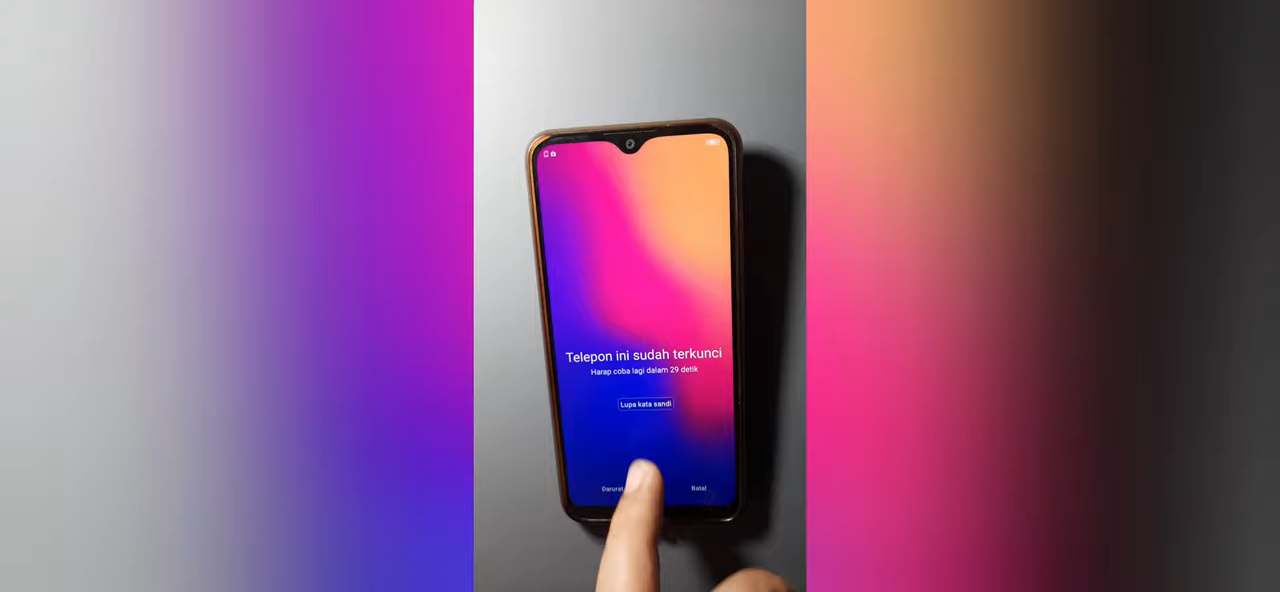 Telepon ini sudah terkunci
Harap coba lagi dalam 29 detik
Lupa kata sandi
Darurat
Batal